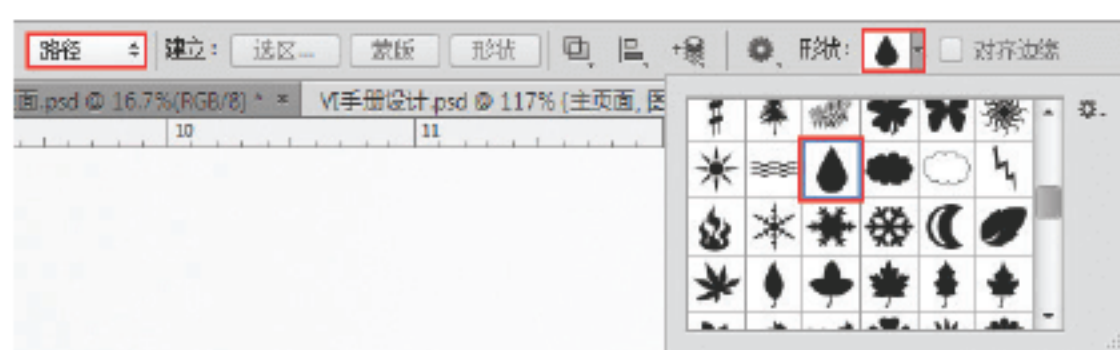 路径 建立： 选区… 蒙版 形状 形状： 对齐边缘
面.psd @ 16.7%(RGB/8) * × VI手册设计.psd @ 117% (主页面, 图
10 11